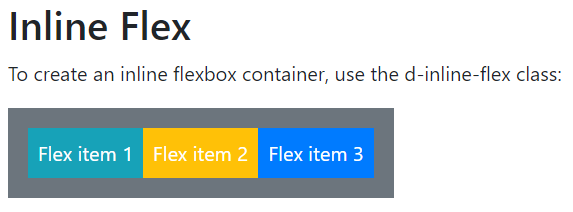 Inline Flex
To create an inline flexbox container, use the d-inline-flex class:
Flex item 1 Flex item 2 Flex item 3